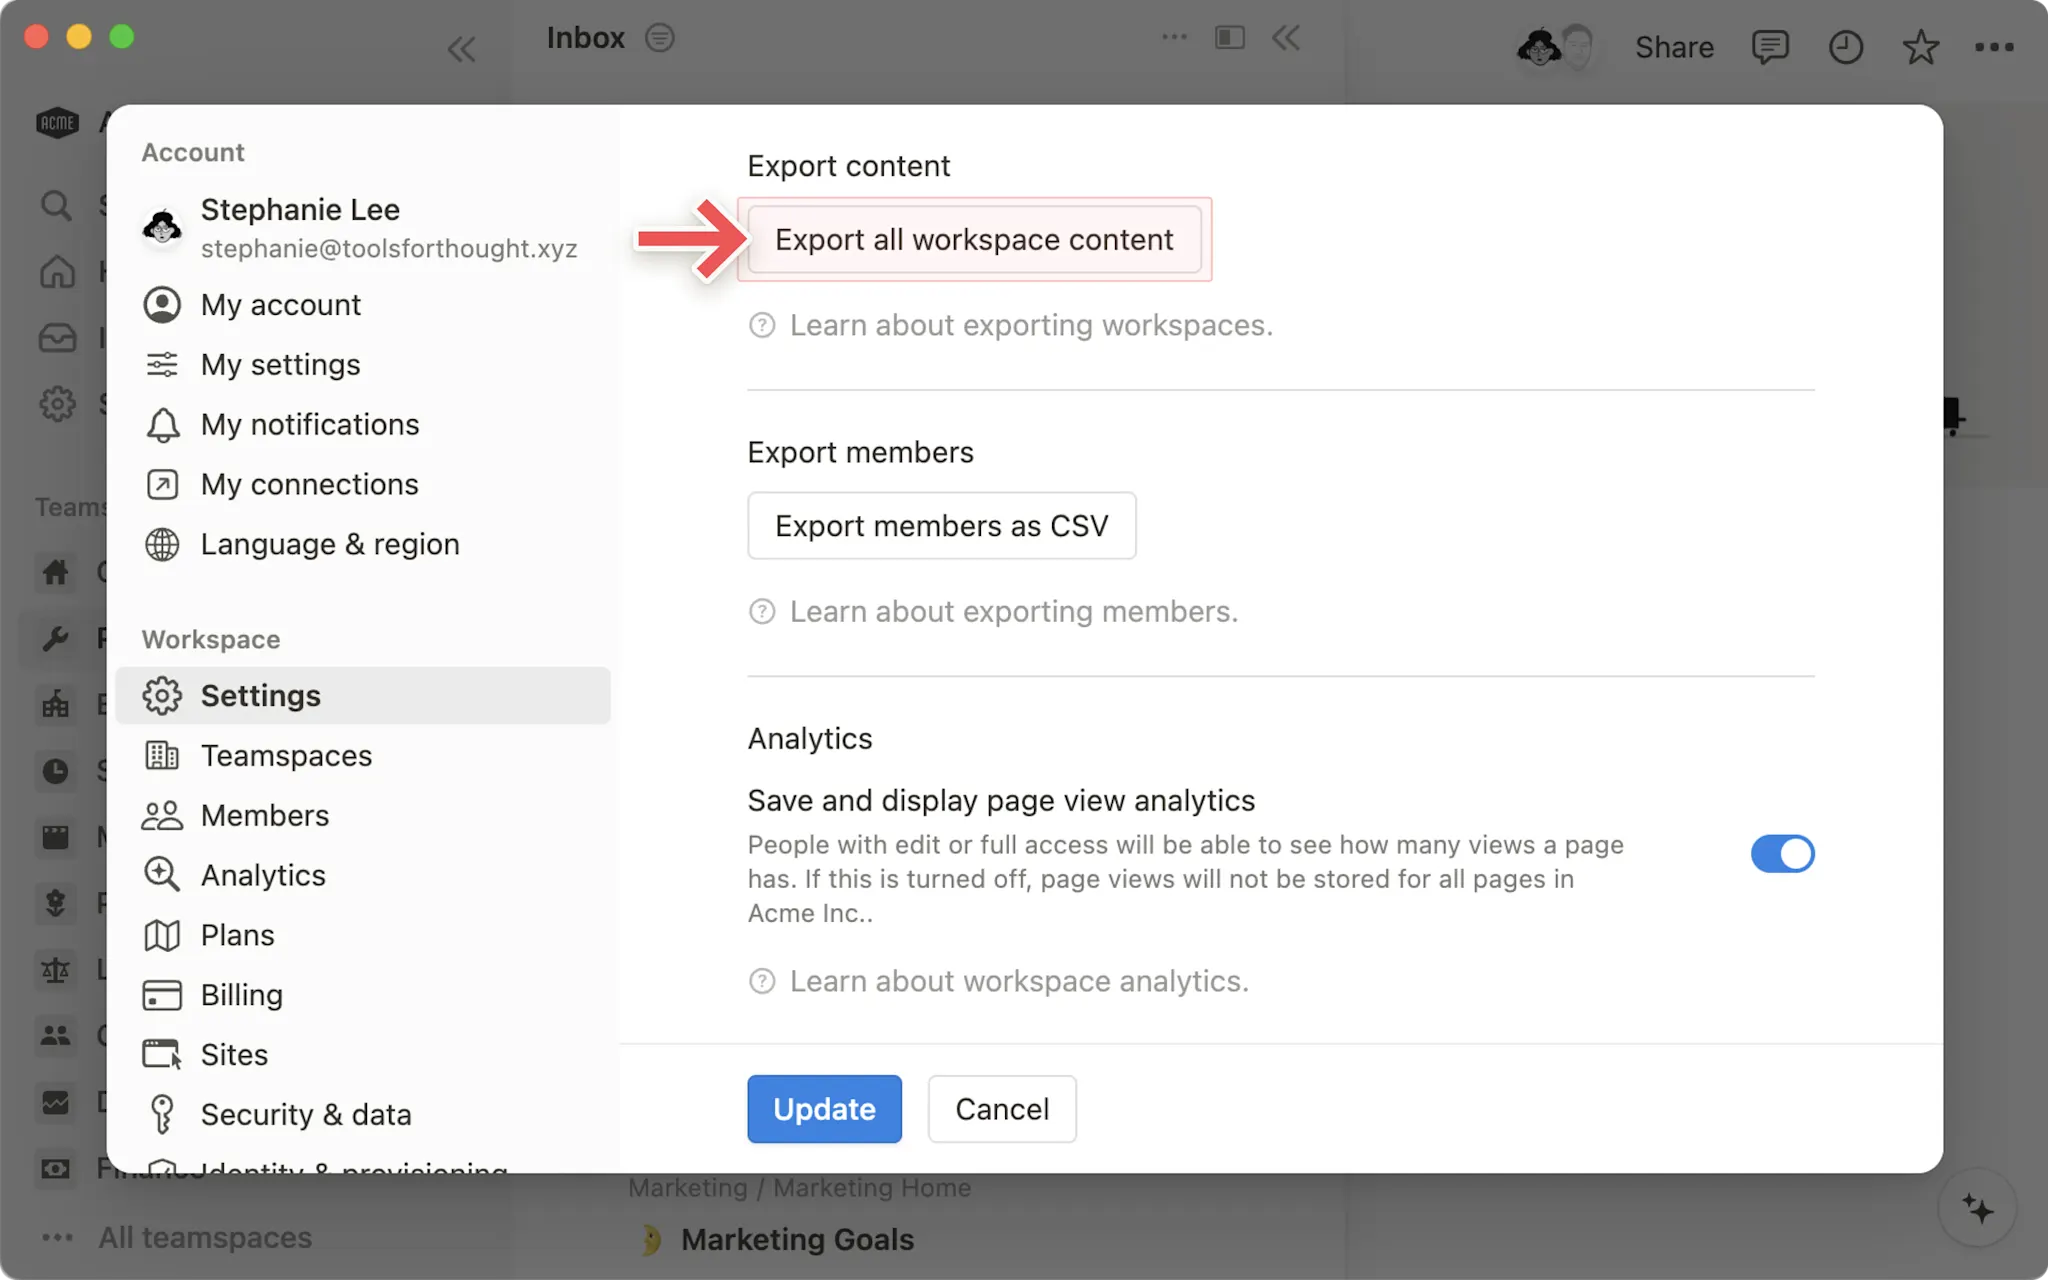 Inbox
Share
ACME
Account
Stephanie Lee
stephanie@toolsforthought.xyz
My account
My settings
My notifications
My connections
Language & region
Teams
Workspace
Settings
Teamspaces
Members
Analytics
Plans
Billing
Sites
Security & data
Identity & provisioning
Finance
All teamspaces
Export content
Export all workspace content
Learn about exporting workspaces.
Export members
Export members as CSV
Learn about exporting members.
Analytics
Save and display page view analytics
People with edit or full access will be able to see how many views a page
has. If this is turned off, page views will not be stored for all pages in
Acme Inc..
Learn about workspace analytics.
Update
Cancel
Marketing / Marketing Home
Marketing Goals